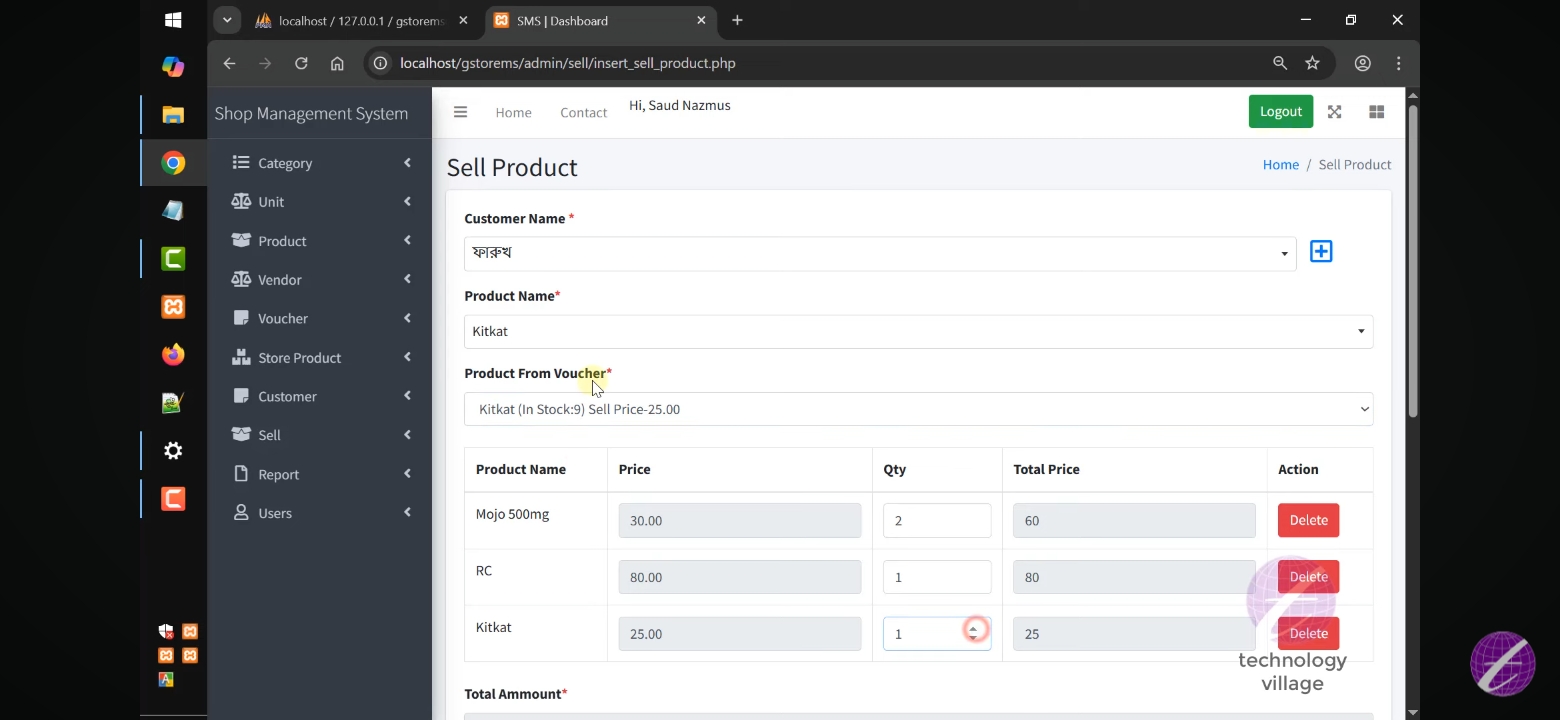 localhost / 127.0.0.1 / gstorems
SMS | Dashboard
localhost/gstorems/admin/sell/insert_sell_product.php
Shop Management System
Home
Contact
Hi, Saud Nazmus
Logout
Category
Unit
Product
Vendor
Voucher
Store Product
Customer
Sell
Report
Users
Sell Product
Home / Sell Product
Customer Name *
ফারুখ
Product Name*
Kitkat
Product From Voucher*
Kitkat (In Stock:9) Sell Price-25.00
Product Name Price Qty Total Price Action
Mojo 500mg 30.00 2 60 Delete
RC 80.00 1 80 Delete
Kitkat 25.00 1 25 Delete
Total Ammount*
technology
village